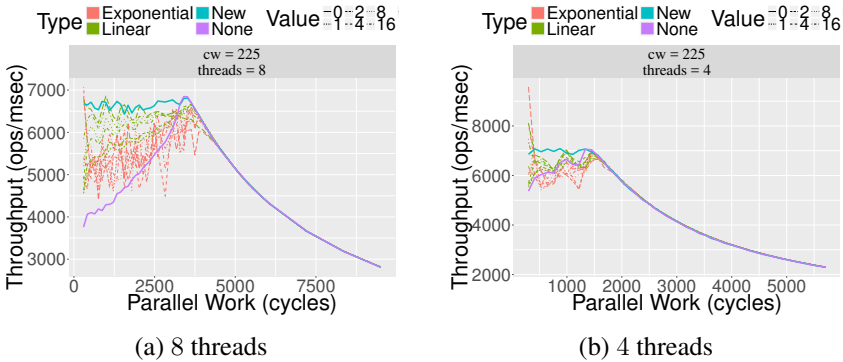 Type Exponential New Value 0 2 8
Linear None 1 4 16
cw = 225
threads = 8
Throughput (ops/msec)
7000
6000
5000
4000
3000
0 2500 5000 7500
Parallel Work (cycles)
(a) 8 threads
Type Exponential New Value 0 2 8
Linear None 1 4 16
cw = 225
threads = 4
Throughput (ops/msec)
8000
6000
4000
2000
1000 2000 3000 4000 5000
Parallel Work (cycles)
(b) 4 threads